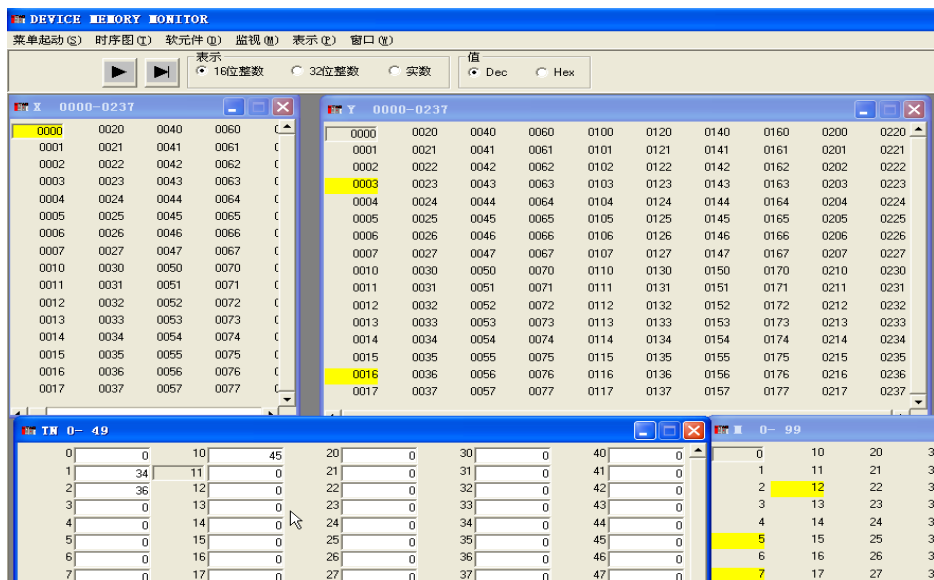 DEVICE MEMORY MONITOR
菜单起动(S) 时序图(T) 软元件(D) 监视(M) 表示(P) 窗口(W)
表示 值
16位整数 32位整数 实数 Dec Hex
X 0000-0237
0000 0020 0040 0060
0001 0021 0041 0061
0002 0022 0042 0062
0003 0023 0043 0063
0004 0024 0044 0064
0005 0025 0045 0065
0006 0026 0046 0066
0007 0027 0047 0067
0010 0030 0050 0070
0011 0031 0051 0071
0012 0032 0052 0072
0013 0033 0053 0073
0014 0034 0054 0074
0015 0035 0055 0075
0016 0036 0056 0076
0017 0037 0057 0077
Y 0000-0237
0000 0020 0040 0060 0100 0120 0140 0160 0200 0220
0001 0021 0041 0061 0101 0121 0141 0161 0201 0221
0002 0022 0042 0062 0102 0122 0142 0162 0202 0222
0003 0023 0043 0063 0103 0123 0143 0163 0203 0223
0004 0024 0044 0064 0104 0124 0144 0164 0204 0224
0005 0025 0045 0065 0105 0125 0145 0165 0205 0225
0006 0026 0046 0066 0106 0126 0146 0166 0206 0226
0007 0027 0047 0067 0107 0127 0147 0167 0207 0227
0010 0030 0050 0070 0110 0130 0150 0170 0210 0230
0011 0031 0051 0071 0111 0131 0151 0171 0211 0231
0012 0032 0052 0072 0112 0132 0152 0172 0212 0232
0013 0033 0053 0073 0113 0133 0153 0173 0213 0233
0014 0034 0054 0074 0114 0134 0154 0174 0214 0234
0015 0035 0055 0075 0115 0135 0155 0175 0215 0235
0016 0036 0056 0076 0116 0136 0156 0176 0216 0236
0017 0037 0057 0077 0117 0137 0157 0177 0217 0237
TN 0- 49
0 0 10 45 20 0 30 0 40 0
1 34 11 0 21 0 31 0 41 0
2 36 12 0 22 0 32 0 42 0
3 0 13 0 23 0 33 0 43 0
4 0 14 0 24 0 34 0 44 0
5 0 15 0 25 0 35 0 45 0
6 0 16 0 26 0 36 0 46 0
7 0 17 0 27 0 37 0 47 0
M 0- 99
0 10 20
1 11 21
2 12 22
3 13 23
4 14 24
5 15 25
6 16 26
7 17 27